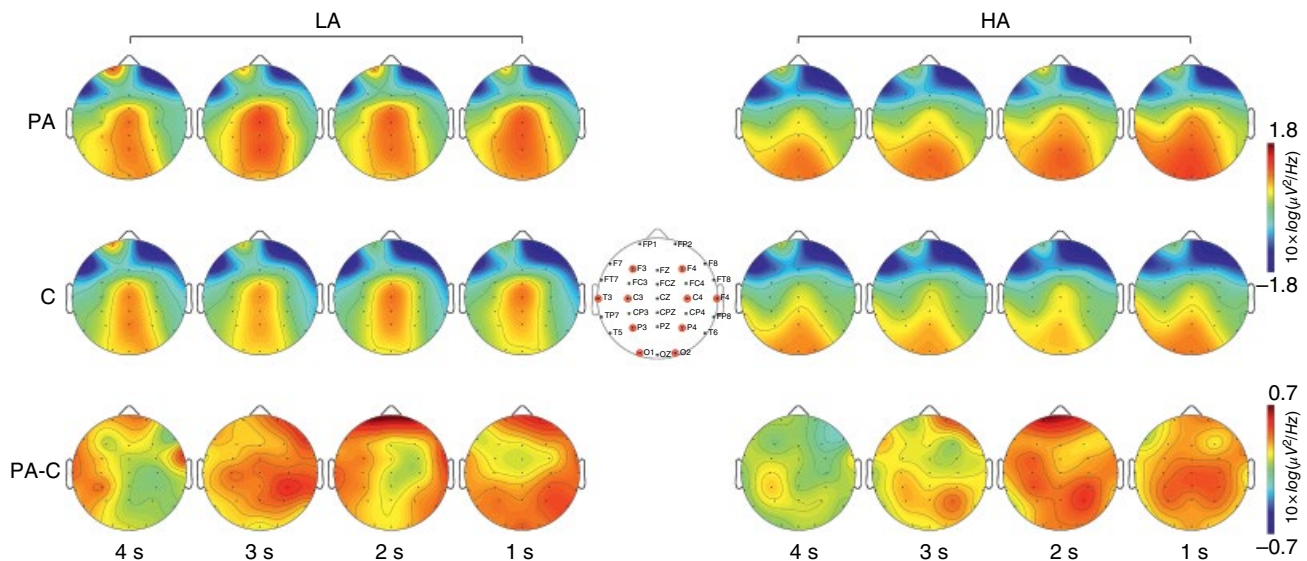 LA HA
PA
1.8
10×log(μV²/Hz)
−1.8
C
FP1 FP2
F7 F3 FZ F4 F8
FT7 FC3 FCZ FC4 FT8
T3 C3 CZ C4 F4
TP7 CP3 CPZ CP4 FP8
T5 P3 PZ P4 T6
O1 OZ O2
PA-C
0.7
10×log(μV²/Hz)
−0.7
4 s 3 s 2 s 1 s 4 s 3 s 2 s 1 s